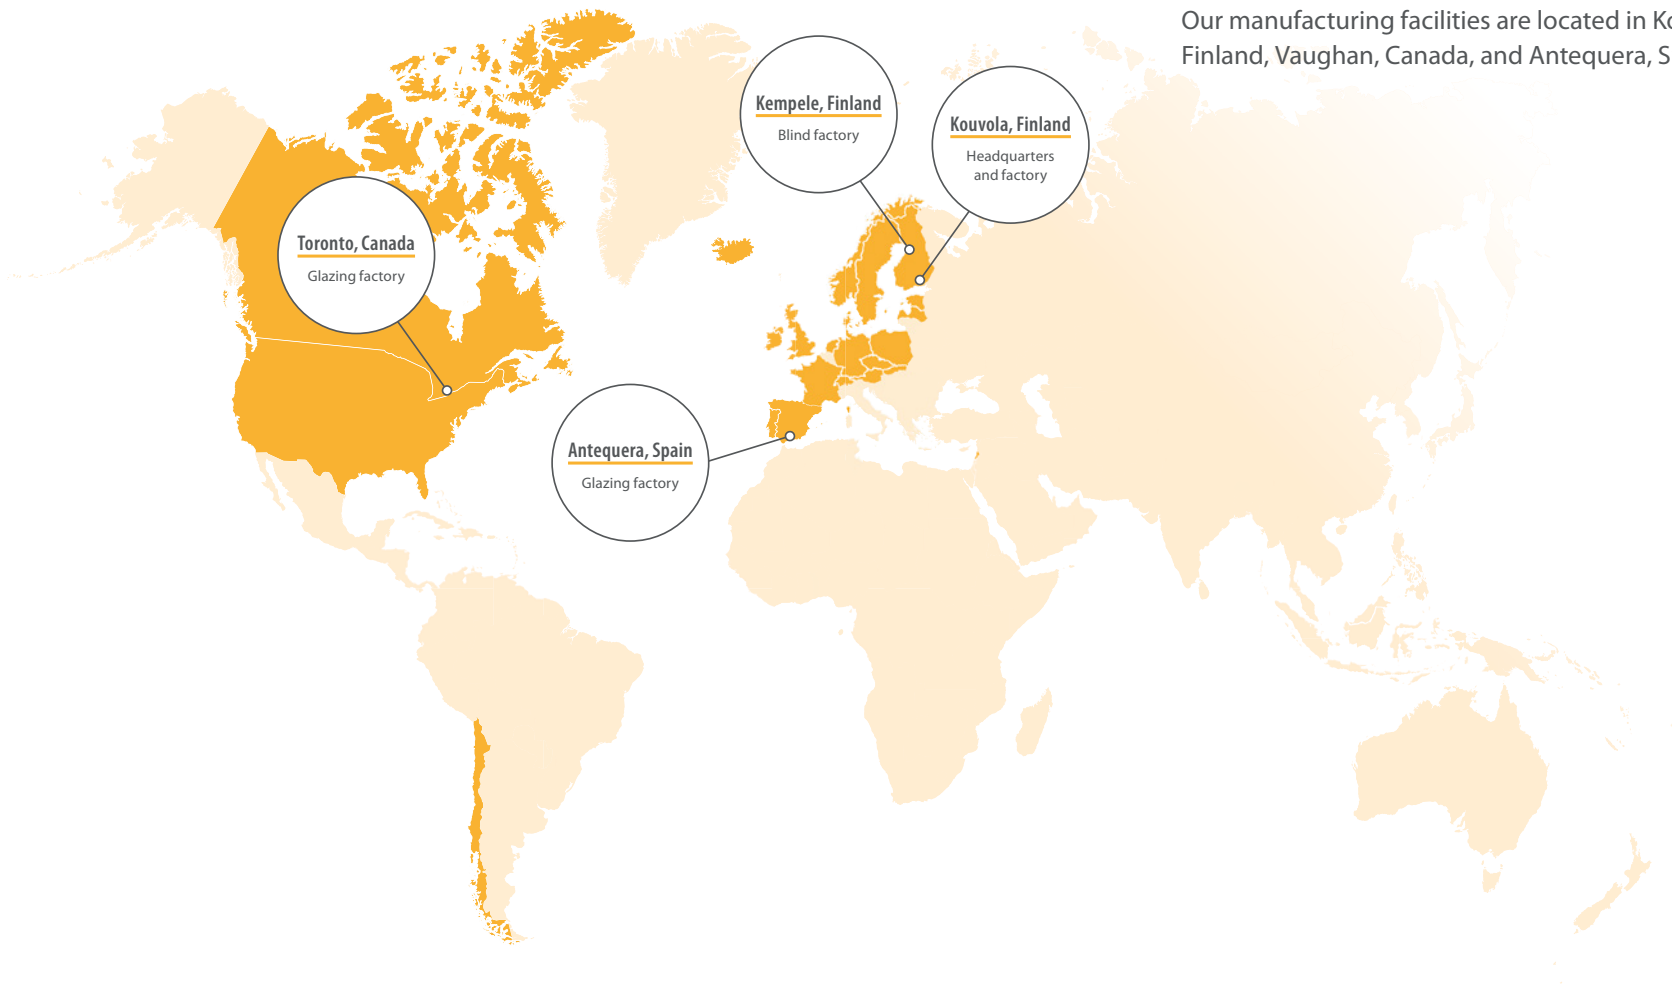 Our manufacturing facilities are located in
Finland, Vaughan, Canada, and Antequera,
Kempele, Finland
Blind factory
Kouvola, Finland
Headquarters
and factory
Toronto, Canada
Glazing factory
Antequera, Spain
Glazing factory